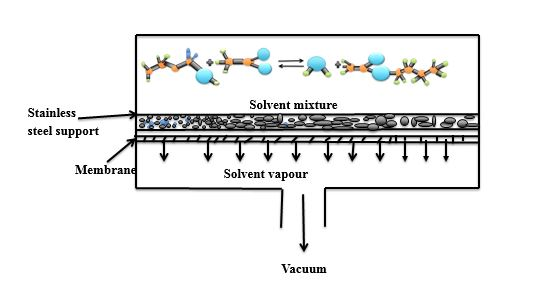 Solvent mixture
Stainless
steel support
Membrane
Solvent vapour
Vacuum